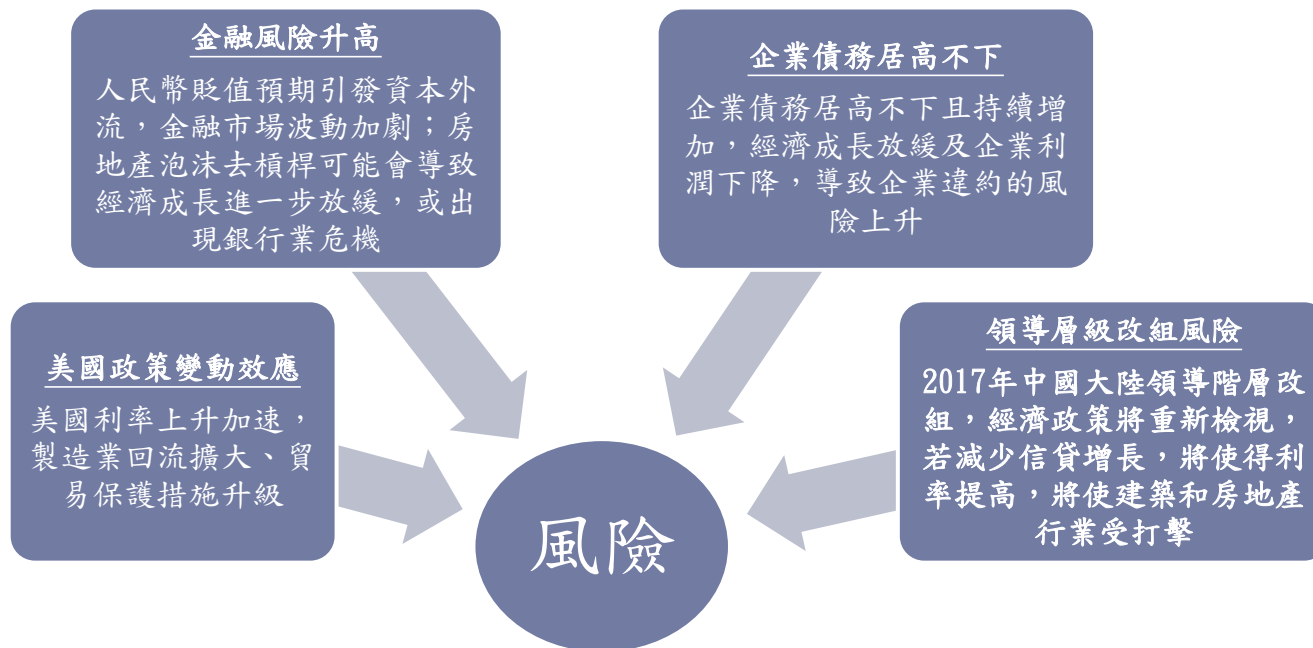 金融風險升高
人民幣貶值預期引發資本外
流，金融市場波動加劇；房
地產泡沫去槓桿可能會導致
經濟成長進一步放緩，或出
現銀行業危機
企業債務居高不下
企業債務居高不下且持續增
加，經濟成長放緩及企業利
潤下降，導致企業違約的風
險上升
美國政策變動效應
美國利率上升加速，
製造業回流擴大、貿
易保護措施升級
領導層級改組風險
2017年中國大陸領導階層改
組，經濟政策將重新檢視，
若減少信貸增長，將使得利
率提高，將使建築和房地產
行業受打擊
風險